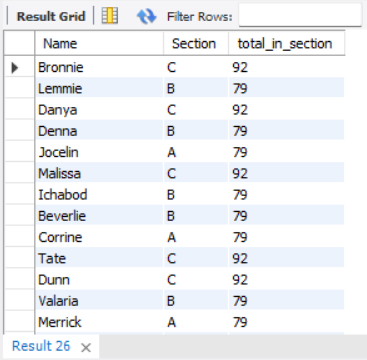 Result Grid Filter Rows:
Name Section total_in_section
Bronnie C 92
Lemmie B 79
Danya C 92
Denna B 79
Jocelin A 79
Malissa C 92
Ichabod B 79
Beverlie B 79
Corrine A 79
Tate C 92
Dunn C 92
Valaria B 79
Merrick A 79
Result 26 ×